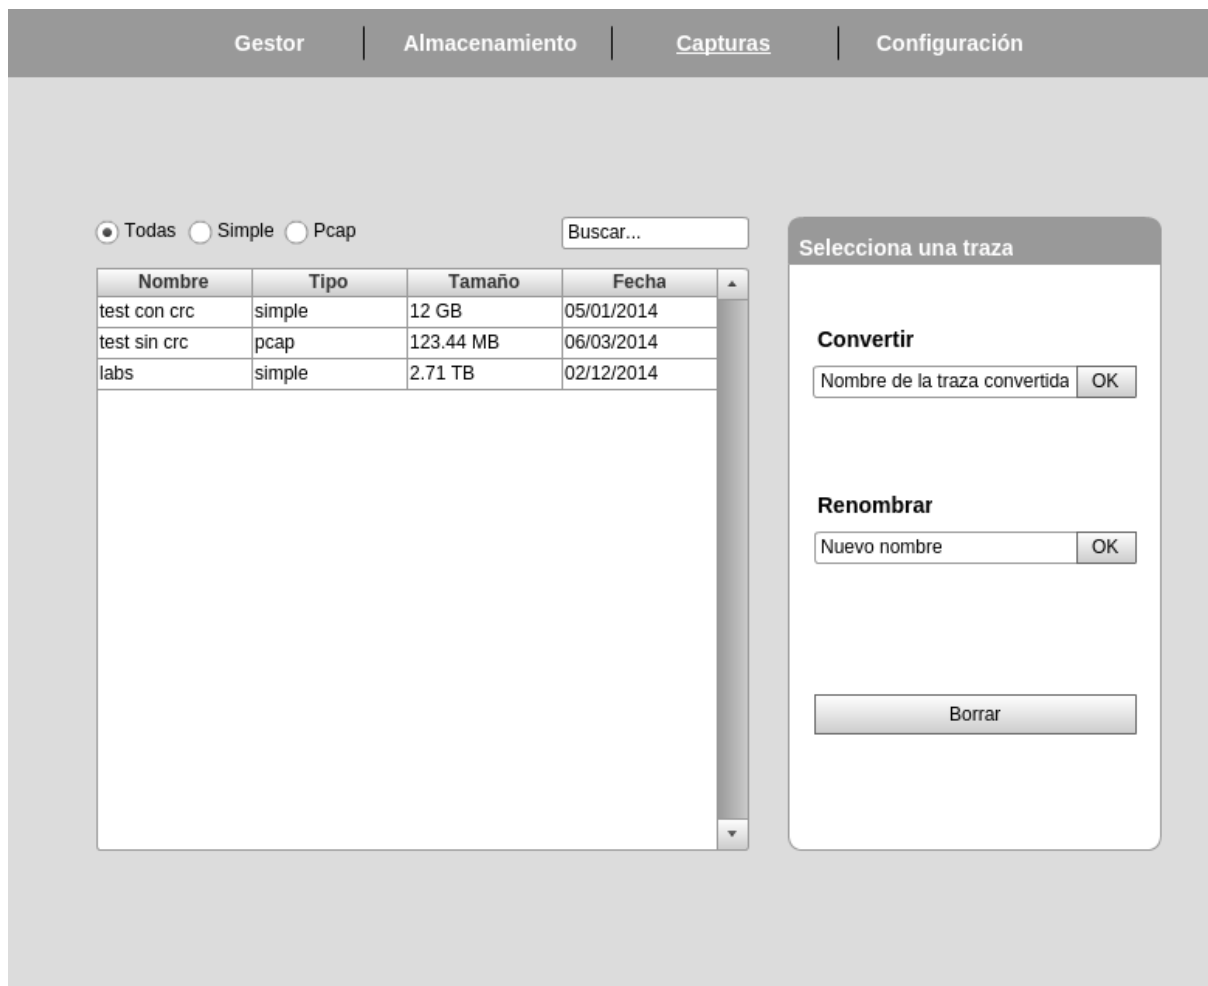 Gestor Almacenamiento Capturas Configuración
Todas Simple Pcap Buscar...
Nombre Tipo Tamaño Fecha
test con crc simple 12 GB 05/01/2014
test sin crc pcap 123.44 MB 06/03/2014
labs simple 2.71 TB 02/12/2014
Selecciona una traza
Convertir
Nombre de la traza convertida OK
Renombrar
Nuevo nombre OK
Borrar